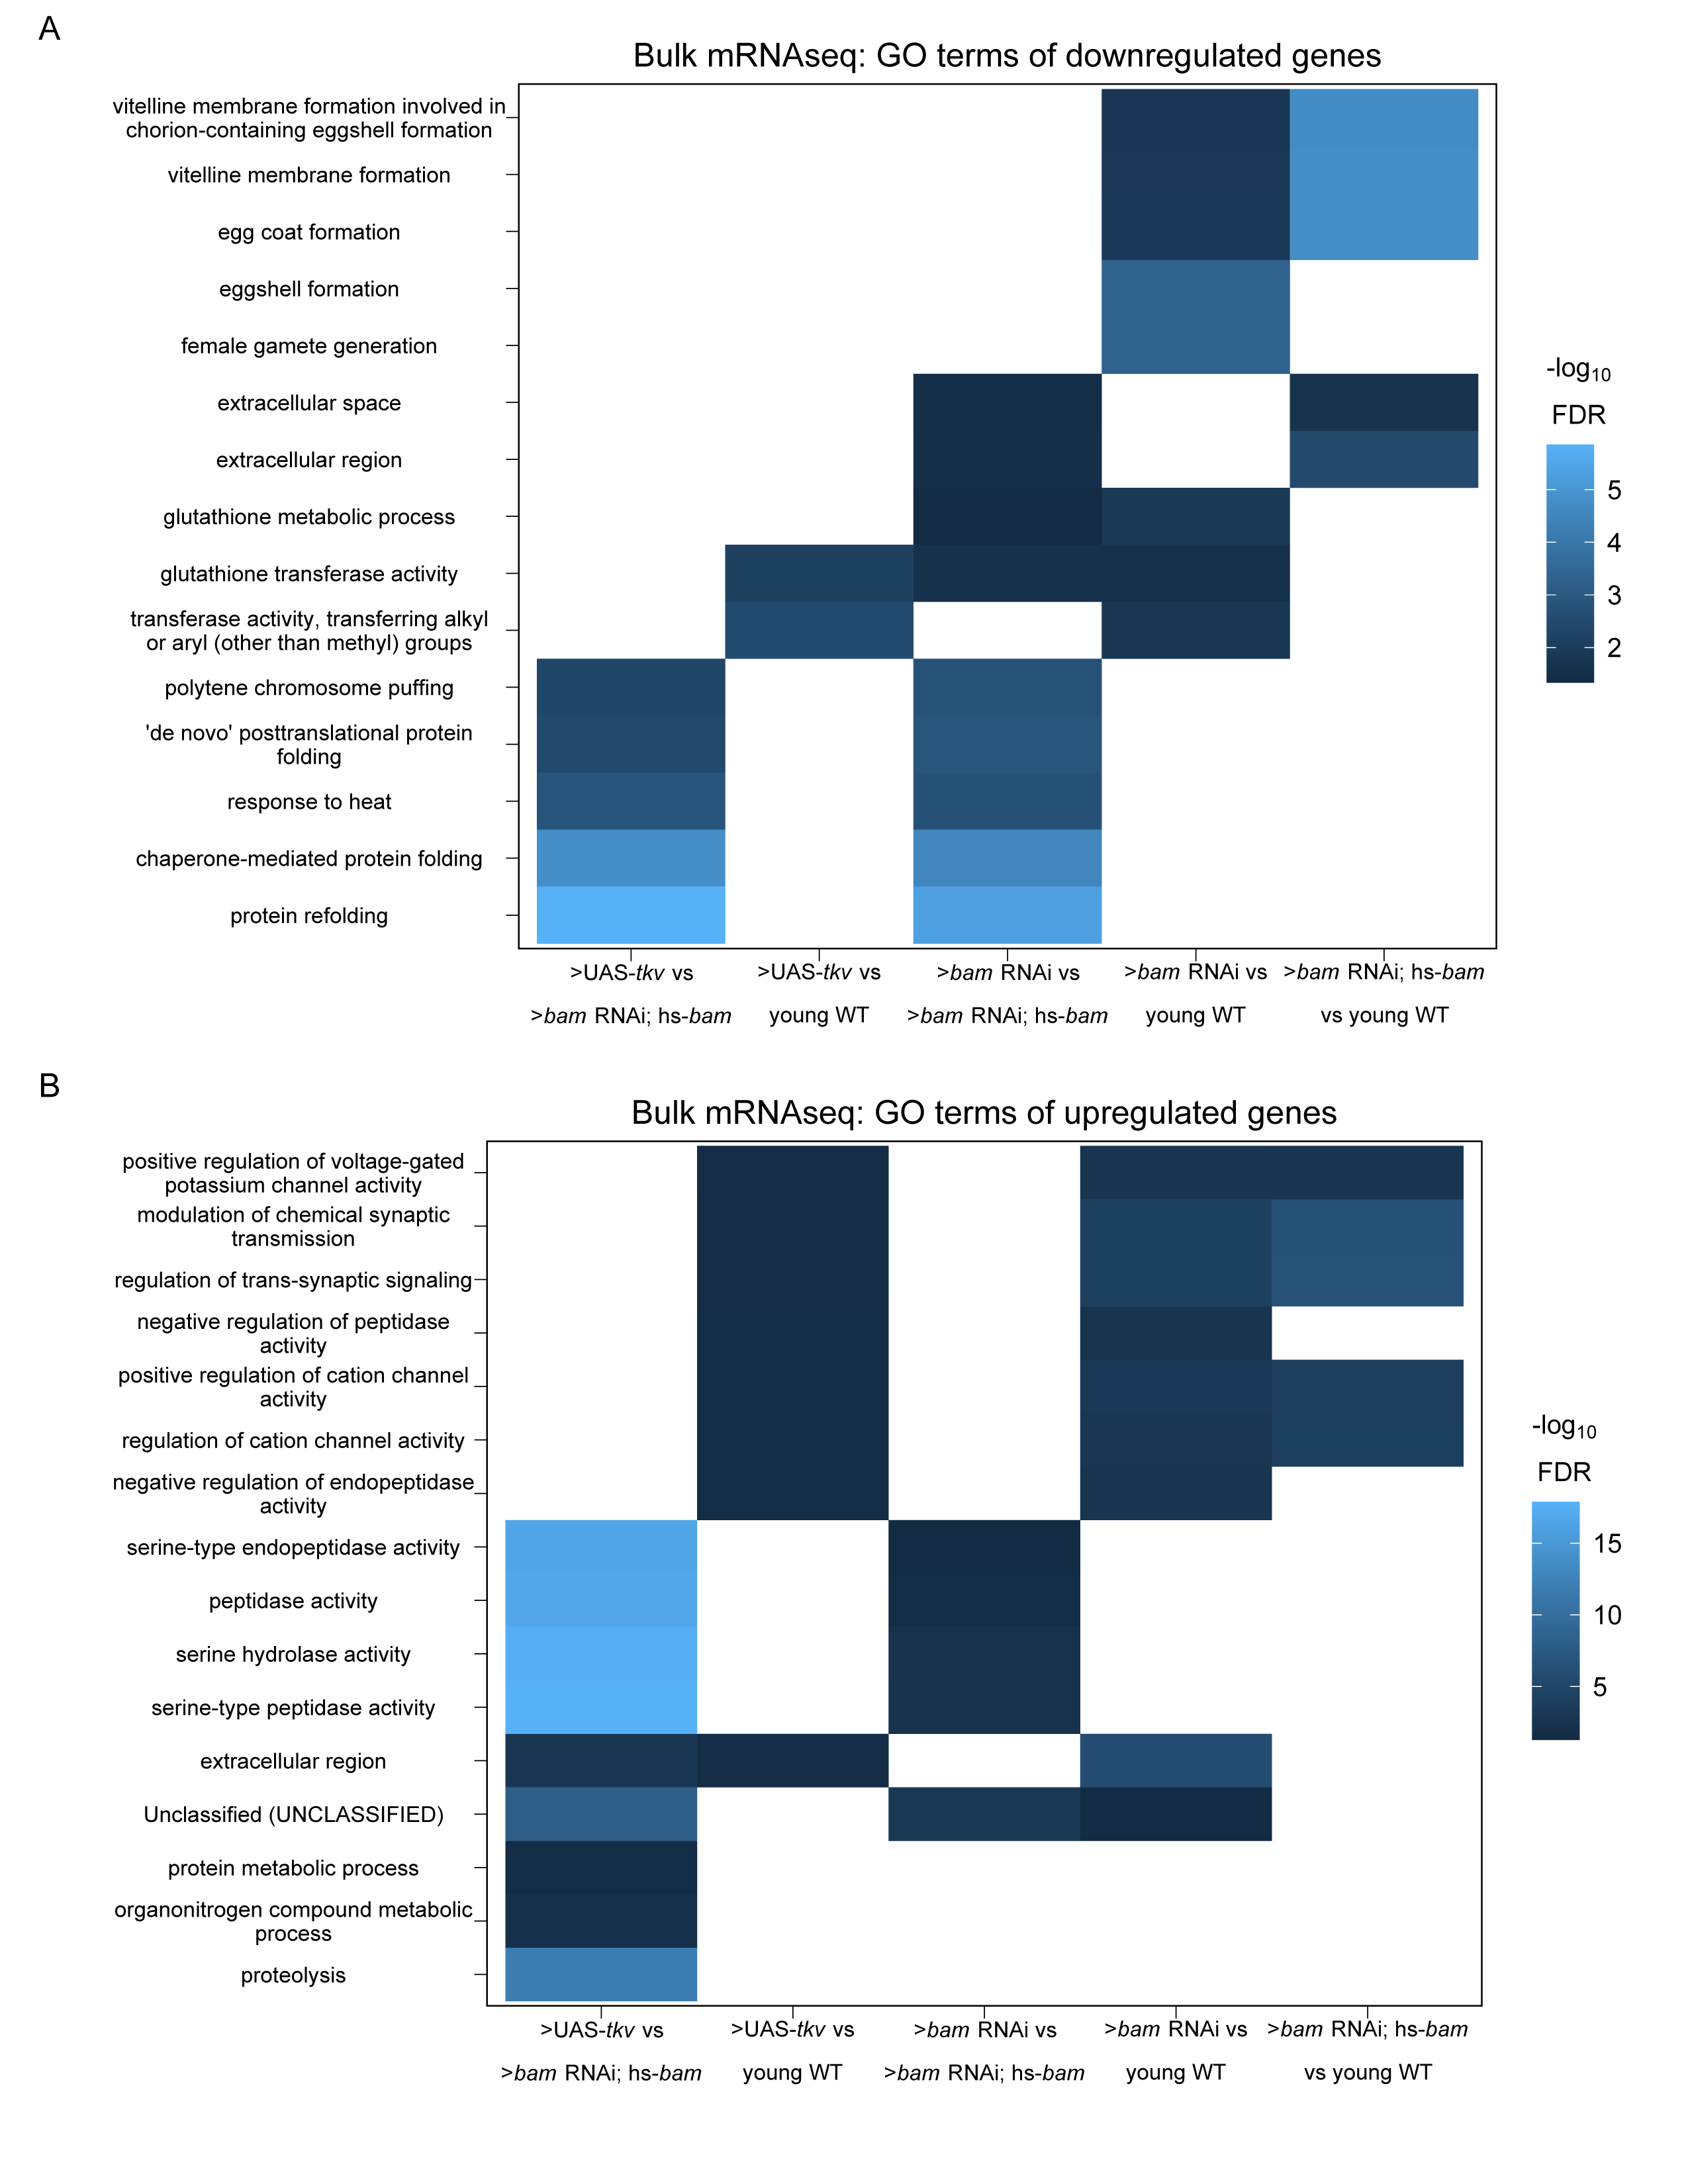 A
Bulk mRNAseq: GO terms of downregulated genes
vitelline membrane formation involved in
chorion-containing eggshell formation
vitelline membrane formation
egg coat formation
eggshell formation
female gamete generation
extracellular space
extracellular region
glutathione metabolic process
glutathione transferase activity
transferase activity, transferring alkyl
or aryl (other than methyl) groups
polytene chromosome puffing
'de novo' posttranslational protein
folding
response to heat
chaperone-mediated protein folding
protein refolding
>UAS-tkv vs
>bam RNAi; hs-bam
>UAS-tkv vs
young WT
>bam RNAi vs
>bam RNAi; hs-bam
>bam RNAi vs
young WT
>bam RNAi; hs-bam
vs young WT
-log10
FDR
5
4
3
2
B
Bulk mRNAseq: GO terms of upregulated genes
positive regulation of voltage-gated
potassium channel activity
modulation of chemical synaptic
transmission
regulation of trans-synaptic signaling
negative regulation of peptidase
activity
positive regulation of cation channel
activity
regulation of cation channel activity
negative regulation of endopeptidase
activity
serine-type endopeptidase activity
peptidase activity
serine hydrolase activity
serine-type peptidase activity
extracellular region
Unclassified (UNCLASSIFIED)
protein metabolic process
organonitrogen compound metabolic
process
proteolysis
>UAS-tkv vs
>bam RNAi; hs-bam
>UAS-tkv vs
young WT
>bam RNAi vs
>bam RNAi; hs-bam
>bam RNAi vs
young WT
>bam RNAi; hs-bam
vs young WT
-log10
FDR
15
10
5